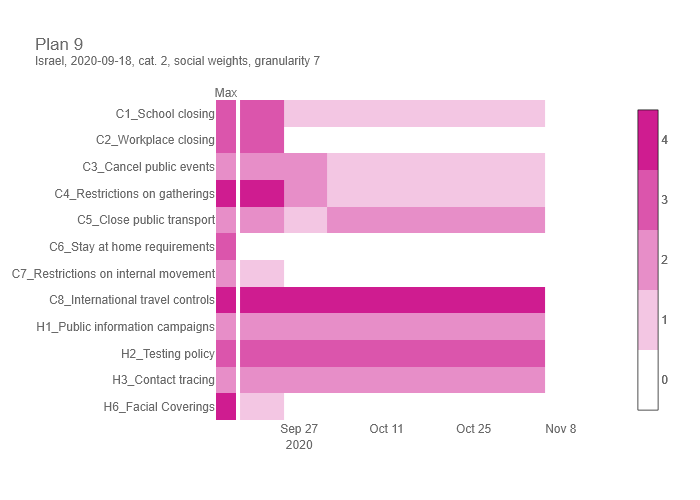 Plan 9
Israel, 2020-09-18, cat. 2, social weights, granularity 7
Max
C1_School closing
C2_Workplace closing
C3_Cancel public events
C4_Restrictions on gatherings
C5_Close public transport
C6_Stay at home requirements
C7_Restrictions on internal movement
C8_International travel controls
H1_Public information campaigns
H2_Testing policy
H3_Contact tracing
H6_Facial Coverings
Sep 27 Oct 11 Oct 25 Nov 8
2020
4
3
2
1
0